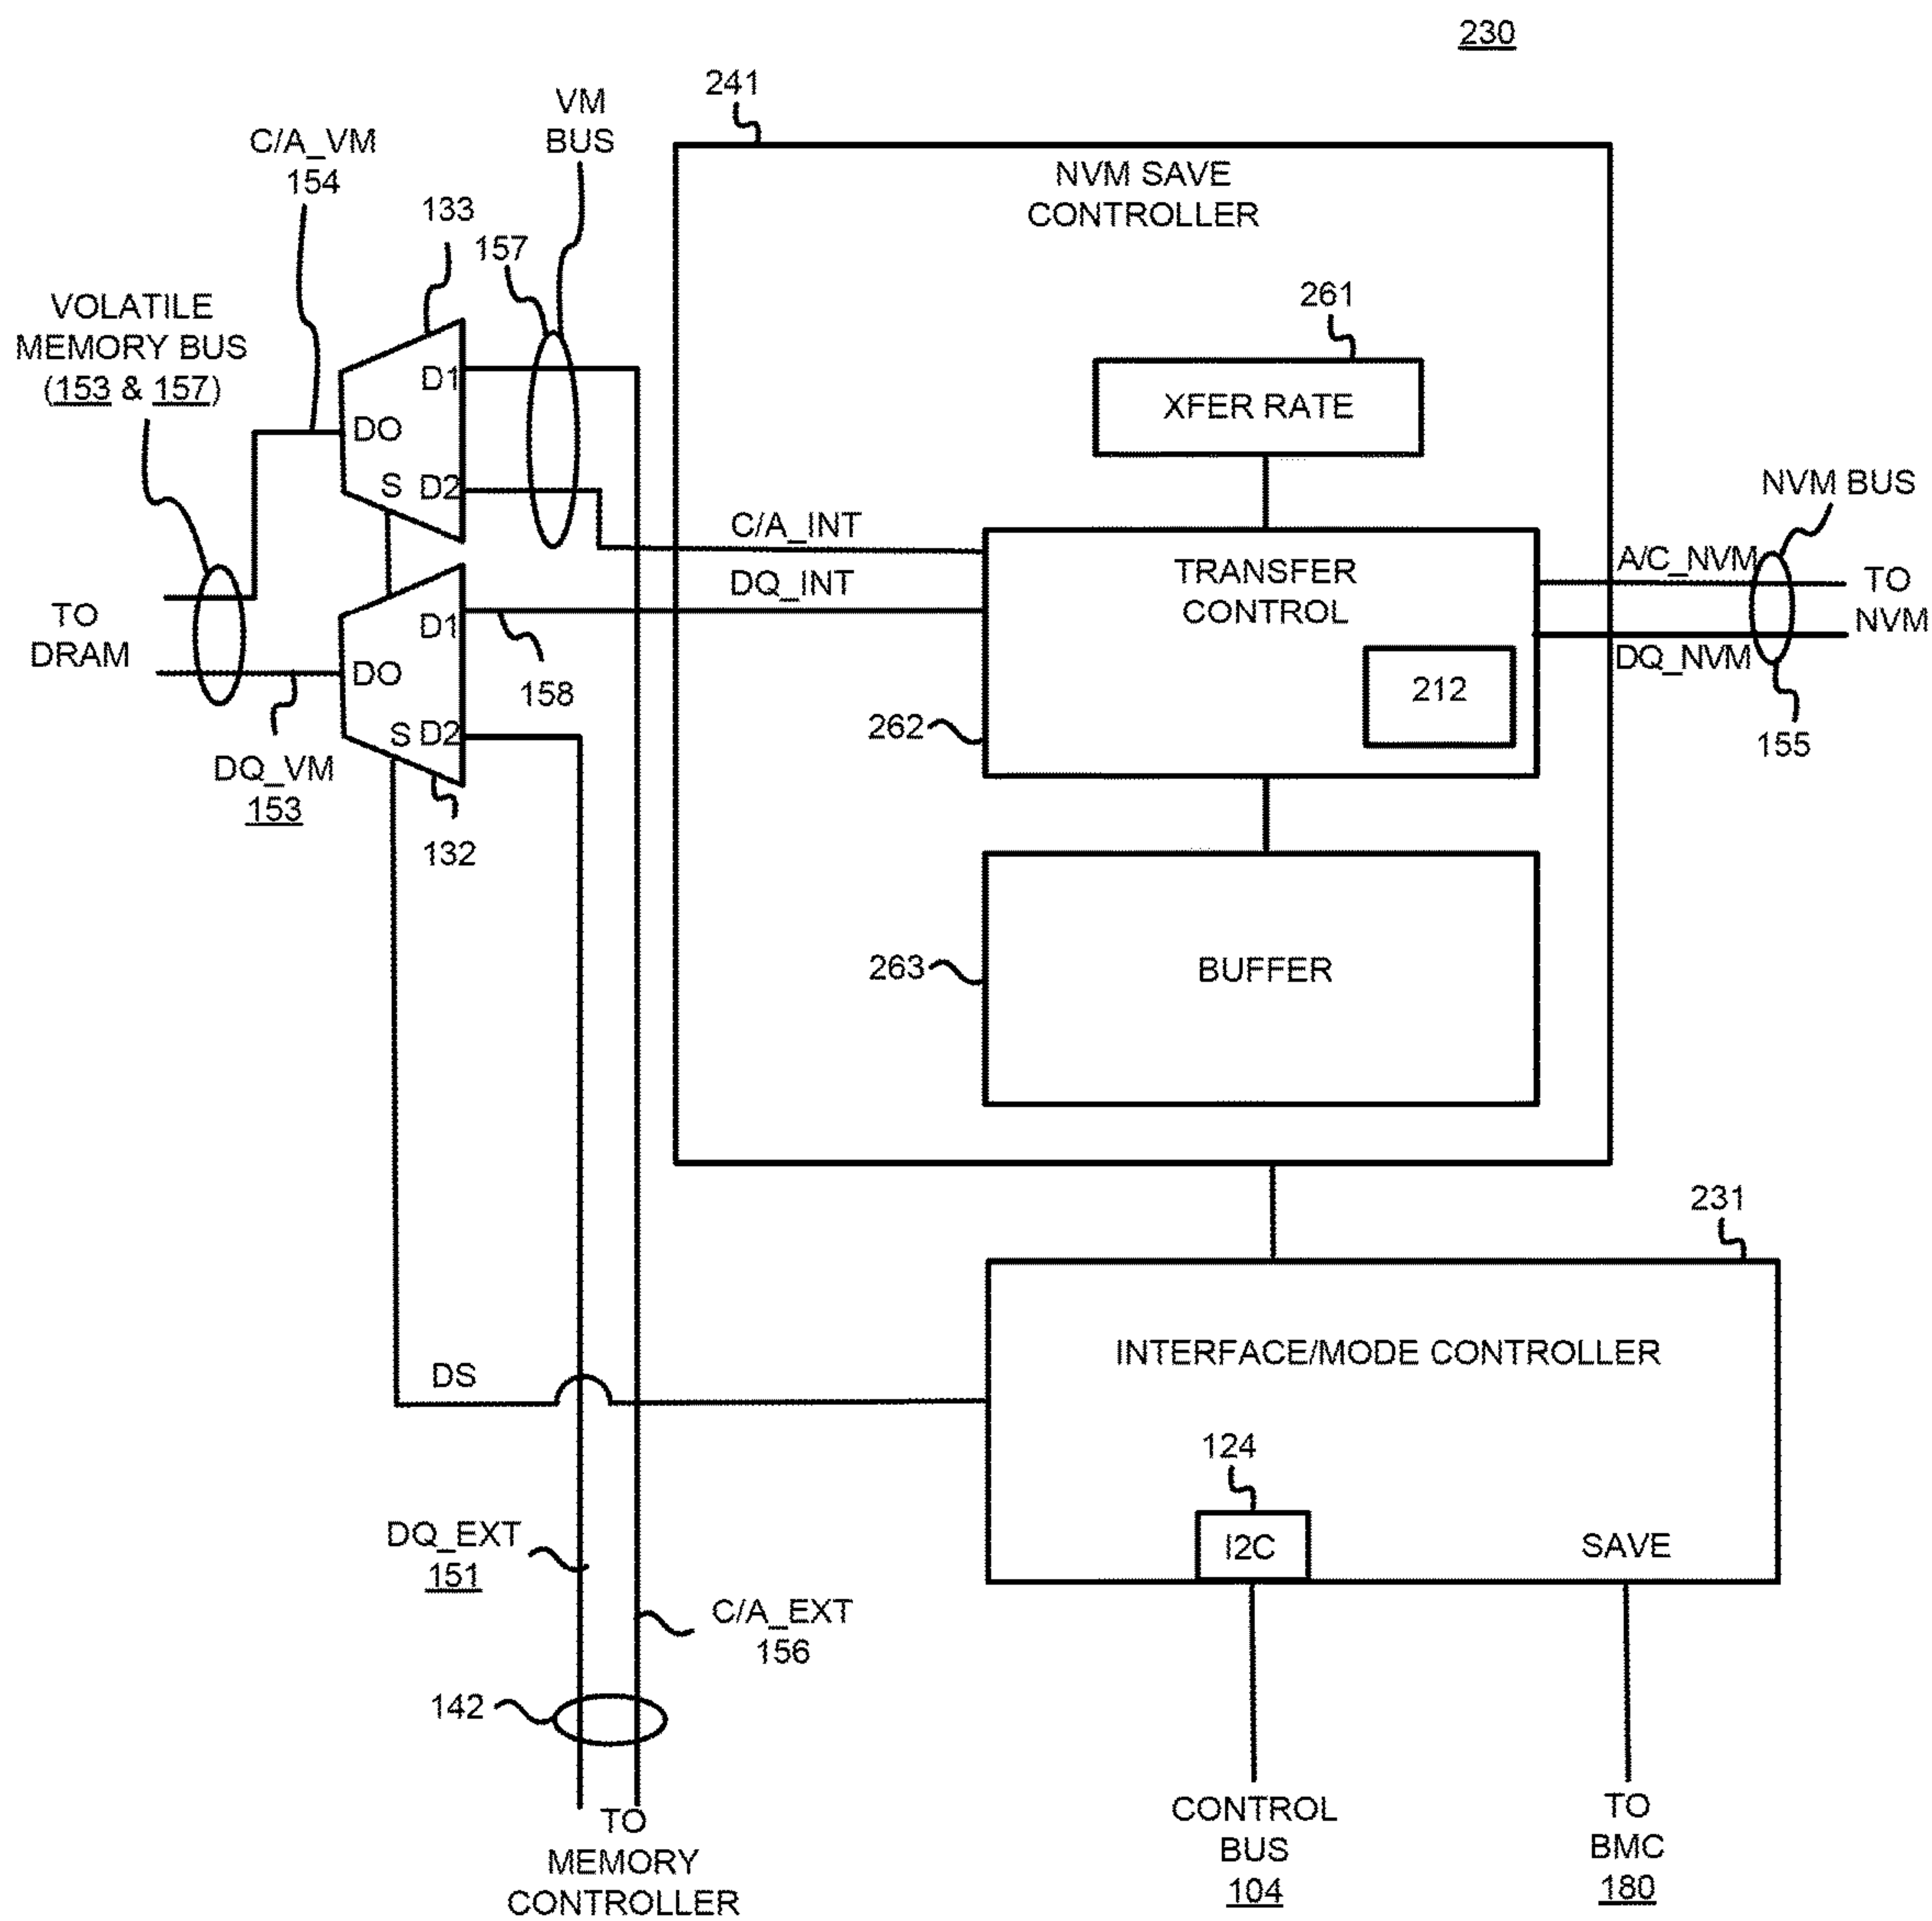 230
241
VM
BUS
C/A_VM
154
NVM SAVE
CONTROLLER
133
157
261
VOLATILE
MEMORY BUS
(153 & 157)
D1
XFER RATE
DO
S
D2
NVM BUS
C/A_INT
A/C_NVM
TRANSFER
CONTROL
DQ_INT
TO
NVM
TO
DRAM
D1
DO
158
DQ_NVM
212
262
155
S
D2
DQ_VM
153
132
263
BUFFER
231
INTERFACE/MODE CONTROLLER
DS
124
DQ_EXT
151
I2C
SAVE
C/A_EXT
156
142
TO
MEMORY
CONTROLLER
CONTROL
BUS
104
TO
BMC
180